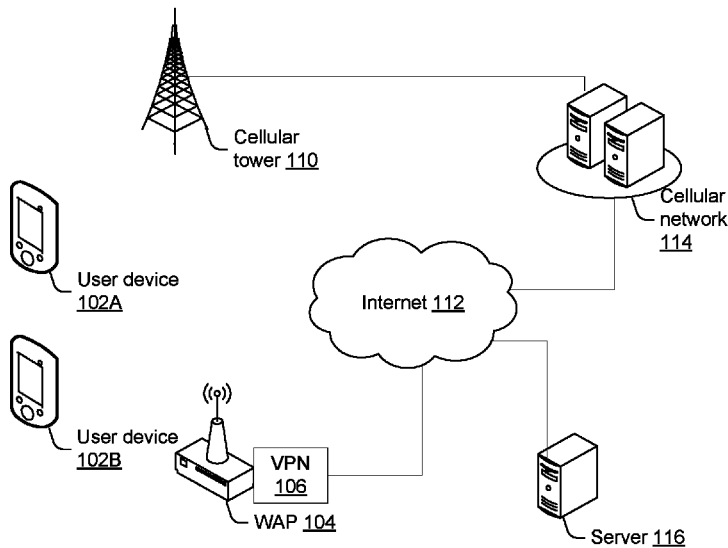 Cellular
tower 110
Cellular
network
114
User device
102A
Internet 112
User device
102B
VPN
106
WAP 104
Server 116